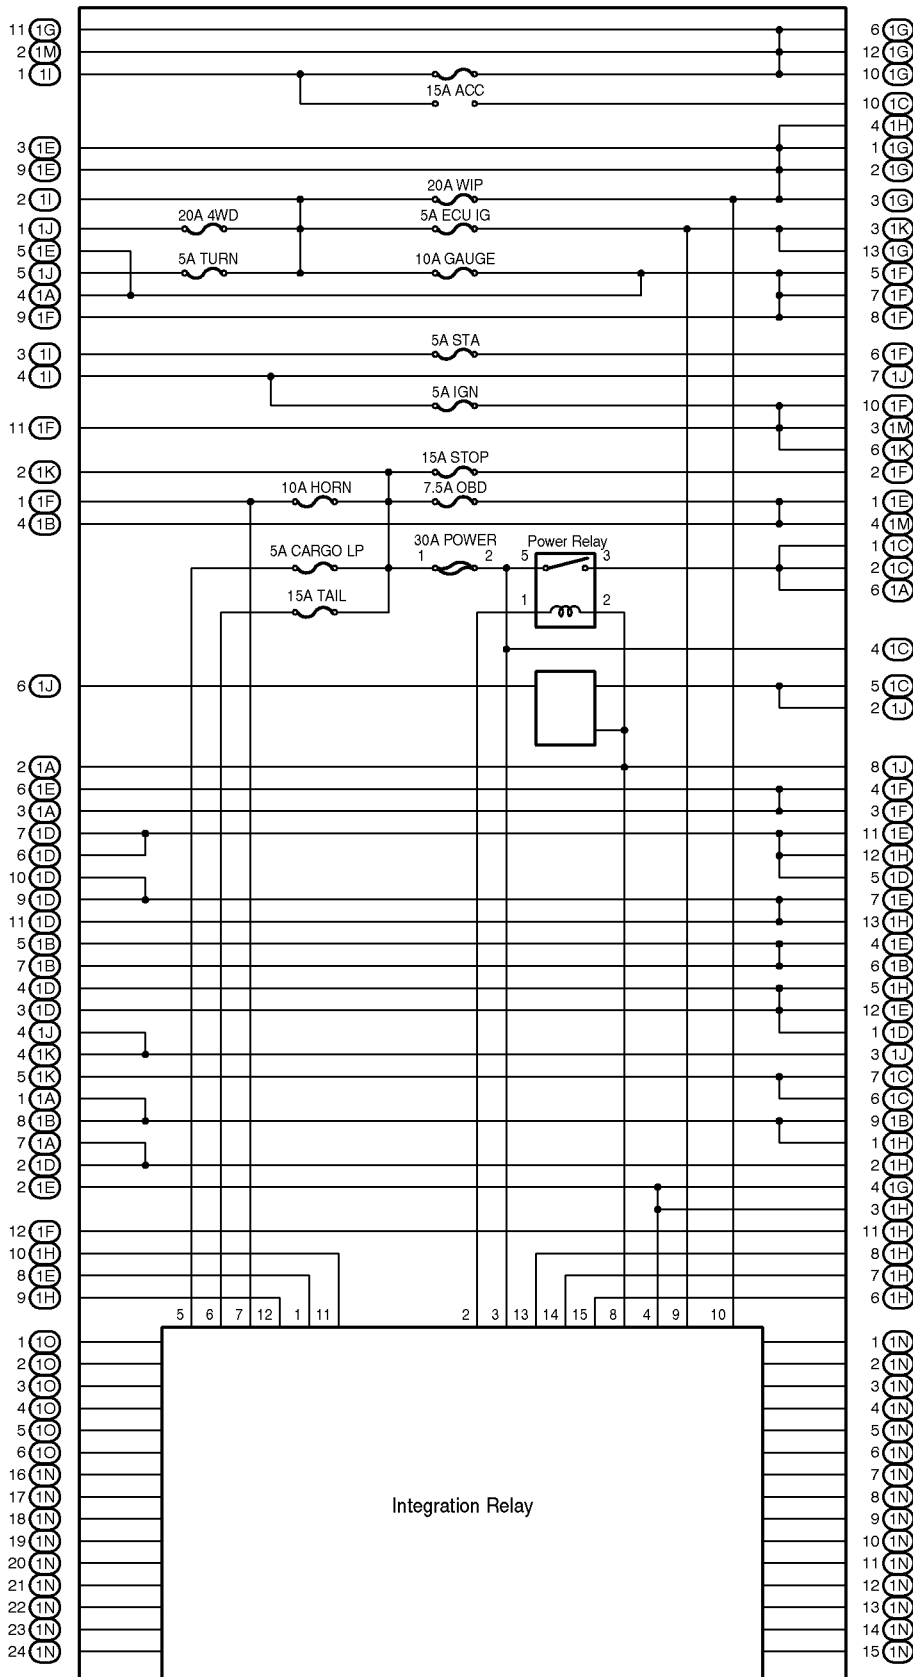 11 1G 6 1G
2 1M 12 1G
1 1I 10 1G
15A ACC
10 1C
4 1H
3 1E 1 1G
9 1E 2 1G
20A WIP
2 1I 3 1G
20A 4WD 5A ECU IG
1 1J 3 1K
5 1E 13 1G
5A TURN 10A GAUGE
5 1J 5 1F
4 1A 7 1F
9 1F 8 1F
5A STA
3 1I 6 1F
4 1I 7 1J
5A IGN
10 1F
11 1F 3 1M
6 1K
15A STOP
2 1K 2 1F
10A HORN 7.5A OBD
1 1F 1 1E
4 1B 4 1M
30A POWER Power Relay
1 1C
5A CARGO LP 1 2 5 3
2 1C
6 1A
15A TAIL 1 2
4 1C
6 1J 5 1C
2 1J
2 1A 8 1J
6 1E 4 1F
3 1A 3 1F
7 1D 11 1E
6 1D 12 1H
10 1D 5 1D
9 1D 7 1E
11 1D 13 1H
5 1B 4 1E
7 1B 6 1B
4 1D 5 1H
3 1D 12 1E
4 1J 1 1D
4 1K 3 1J
5 1K 7 1C
1 1A 6 1C
8 1B 9 1B
7 1A 1 1H
2 1D 2 1H
2 1E 4 1G
3 1H
12 1F 11 1H
10 1H 8 1H
8 1E 7 1H
9 1H 6 1H
5 6 7 12 1 11 2 3 13 14 15 8 4 9 10
1 1O 1 1N
2 1O 2 1N
3 1O 3 1N
4 1O 4 1N
5 1O 5 1N
6 1O 6 1N
16 1N 7 1N
17 1N 8 1N
Integration Relay
18 1N 9 1N
19 1N 10 1N
20 1N 11 1N
21 1N 12 1N
22 1N 13 1N
23 1N 14 1N
24 1N 15 1N